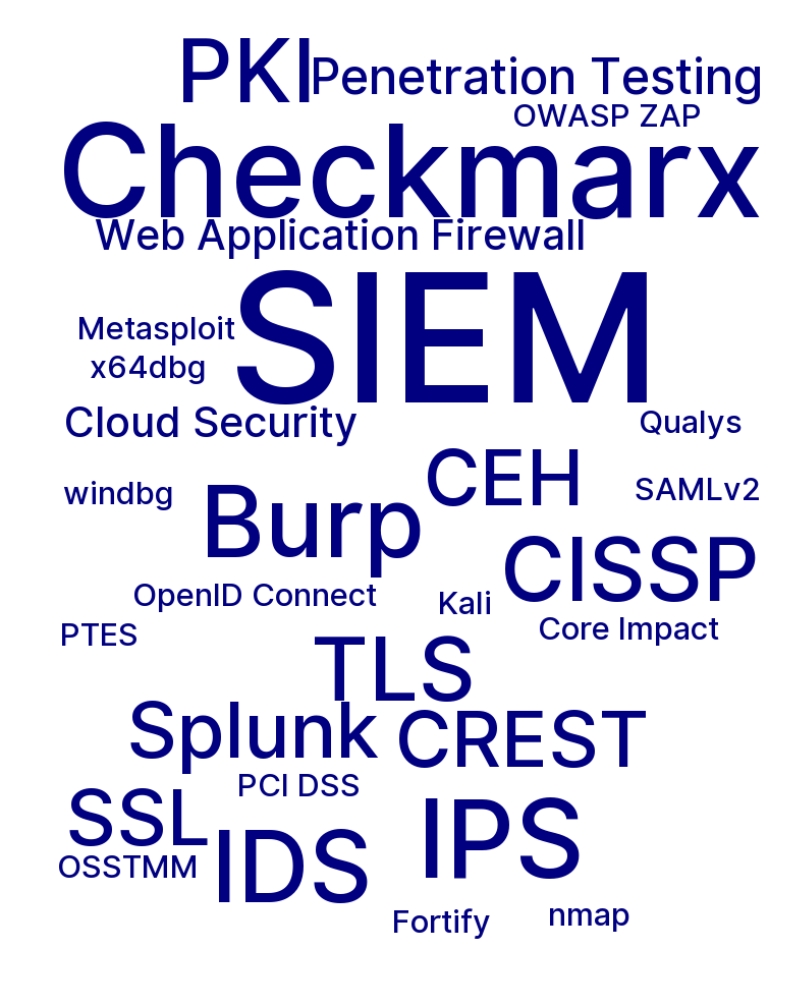 PKI
Penetration Testing
OWASP ZAP
Checkmarx
Web Application Firewall
SIEM
Metasploit
x64dbg
Cloud Security
Qualys
CEH
windbg
SAMLv2
Burp
CISSP
OpenID Connect
Kali
Core Impact
PTES
TLS
Splunk
CREST
PCI DSS
SSL
IPS
IDS
OSSTMM
Fortify
nmap